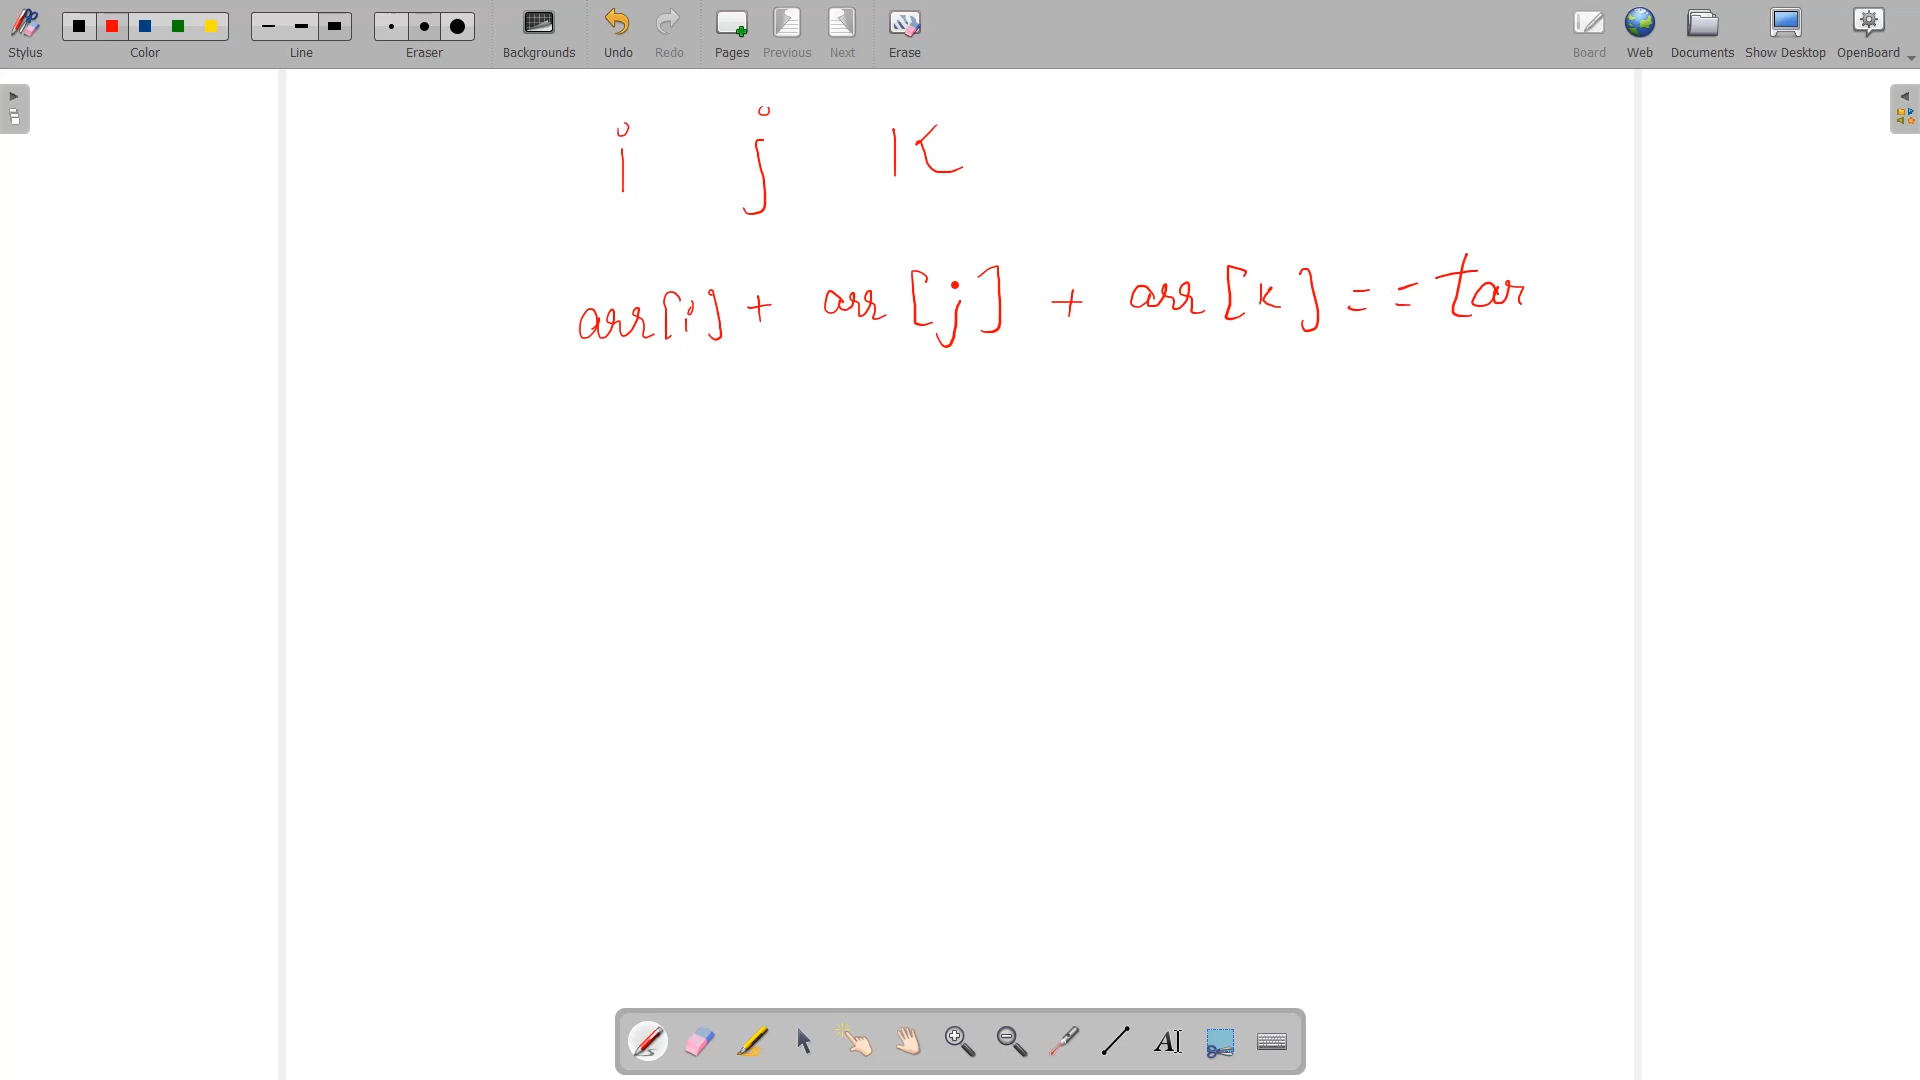 Stylus Color Line Eraser Backgrounds Undo Redo Pages Previous Next Erase Board Web Documents Show Desktop OpenBoard
i j K
arr[i] + arr[j] + arr[k] == tar
AI